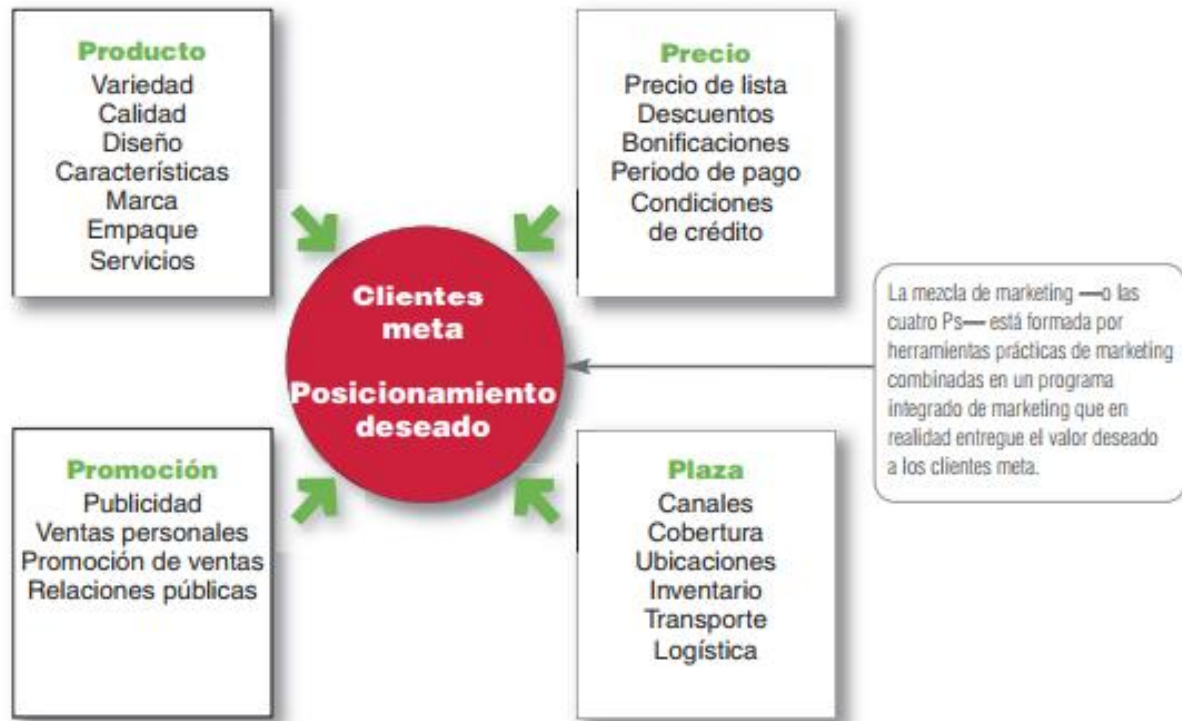 Producto
Variedad
Calidad
Diseño
Características
Marca
Empaque
Servicios
Precio
Precio de lista
Descuentos
Bonificaciones
Periodo de pago
Condiciones
de crédito
Clientes
meta
Posicionamiento
deseado
La mezcla de marketing —o las
cuatro Ps— está formada por
herramientas prácticas de marketing
combinadas en un programa
integrado de marketing que en
realidad entregue el valor deseado
a los clientes meta.
Promoción
Publicidad
Ventas personales
Promoción de ventas
Relaciones públicas
Plaza
Canales
Cobertura
Ubicaciones
Inventario
Transporte
Logística